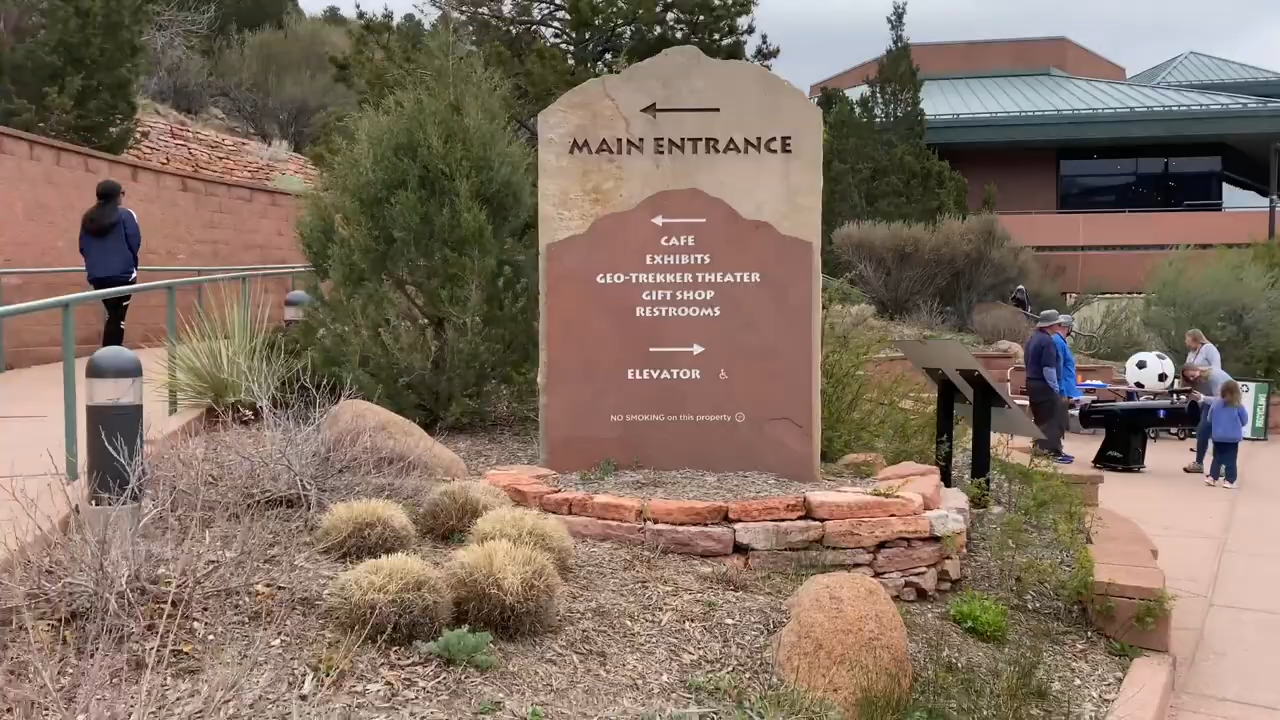 MAIN ENTRANCE
CAFE
EXHIBITS
GEO-TREKKER THEATER
GIFT SHOP
RESTROOMS
ELEVATOR
NO SMOKING on this property